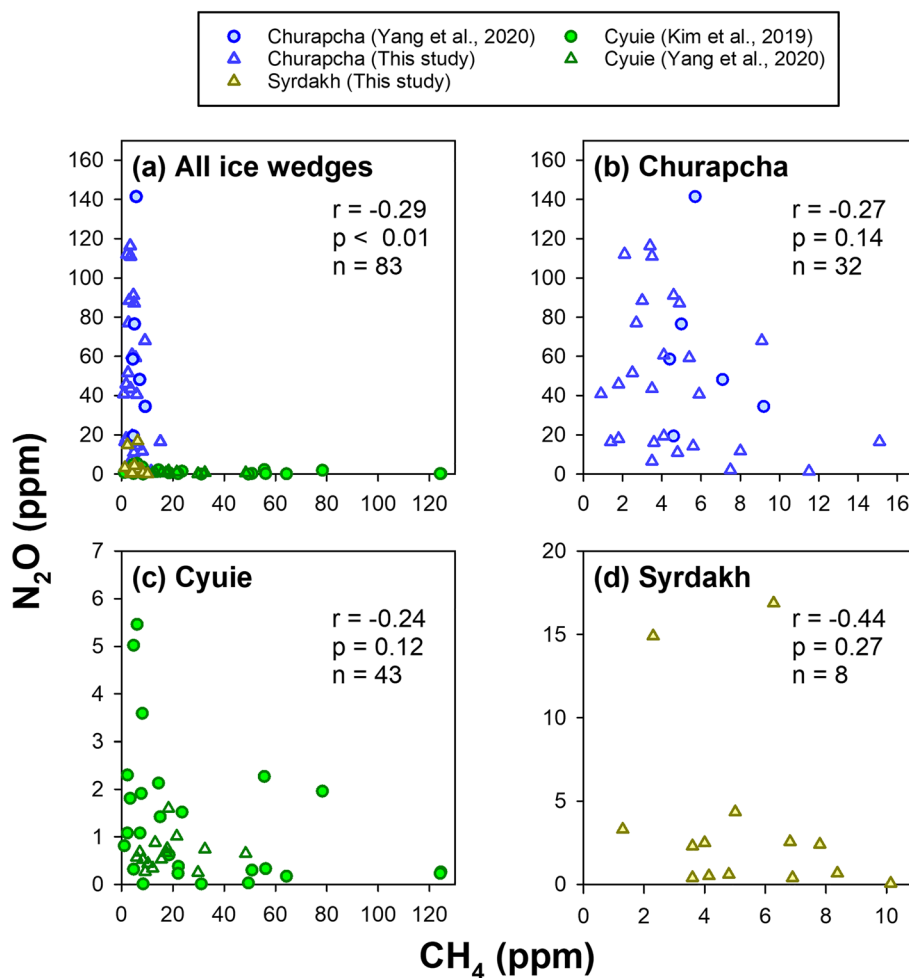 Churapcha (Yang et al., 2020)
Churapcha (This study)
Syrdakh (This study)
Cyuie (Kim et al., 2019)
Cyuie (Yang et al., 2020)
(a) All ice wedges
r = -0.29
p < 0.01
n = 83
160
140
120
100
80
60
40
20
0
0 20 40 60 80 100 120
(b) Churapcha
r = -0.27
p = 0.14
n = 32
160
140
120
100
80
60
40
20
0
0 2 4 6 8 10 12 14 16
(c) Cyuie
r = -0.24
p = 0.12
n = 43
7
6
5
4
3
2
1
0
0 20 40 60 80 100 120
(d) Syrdakh
r = -0.44
p = 0.27
n = 8
20
15
10
5
0
0 2 4 6 8 10
N₂O (ppm)
CH₄ (ppm)